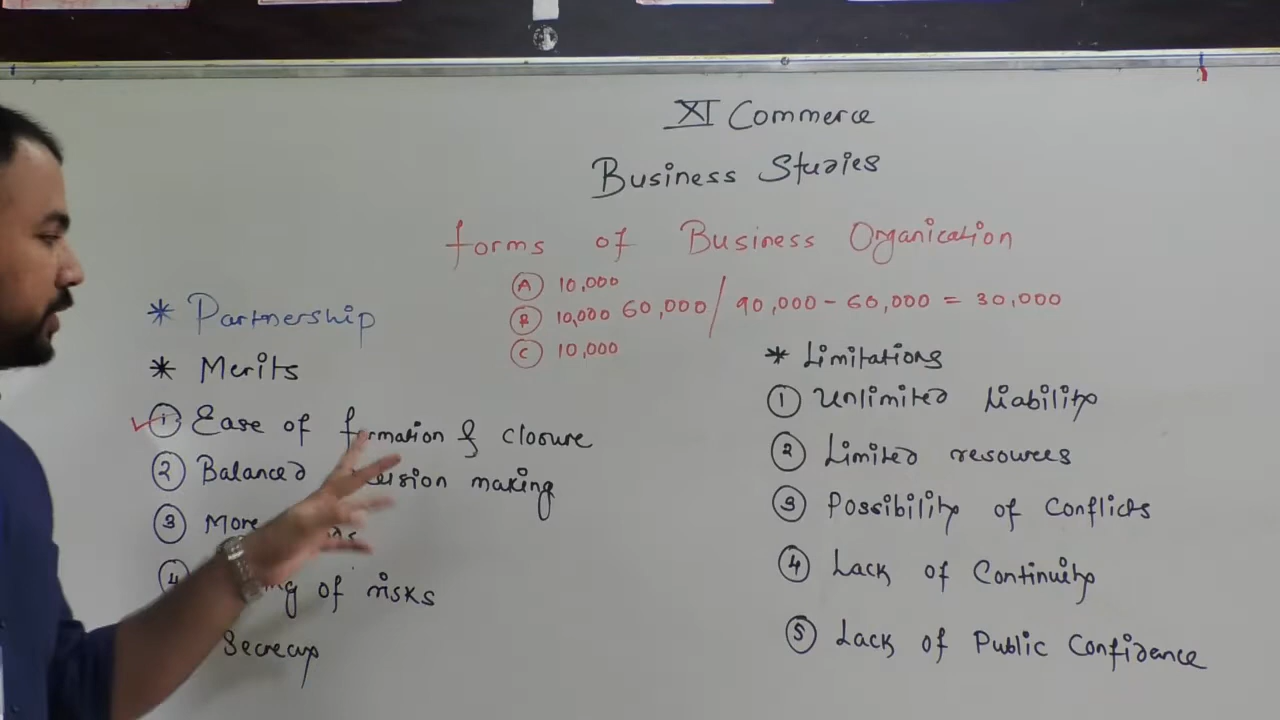 XI Commerce
Business Studies
forms of Business Organization
Ⓐ 10,000
Ⓑ 10,000 60,000 / 90,000 - 60,000 = 30,000
Ⓒ 10,000
* Partnership
* Merits
✓① Ease of formation & closure
② Balanced making
③ More
④ of risks
Secrecy
* Limitations
① Unlimited Liability
② Limited resources
③ Possibility of Conflicts
④ Lack of Continuity
⑤ Lack of Public Confidence